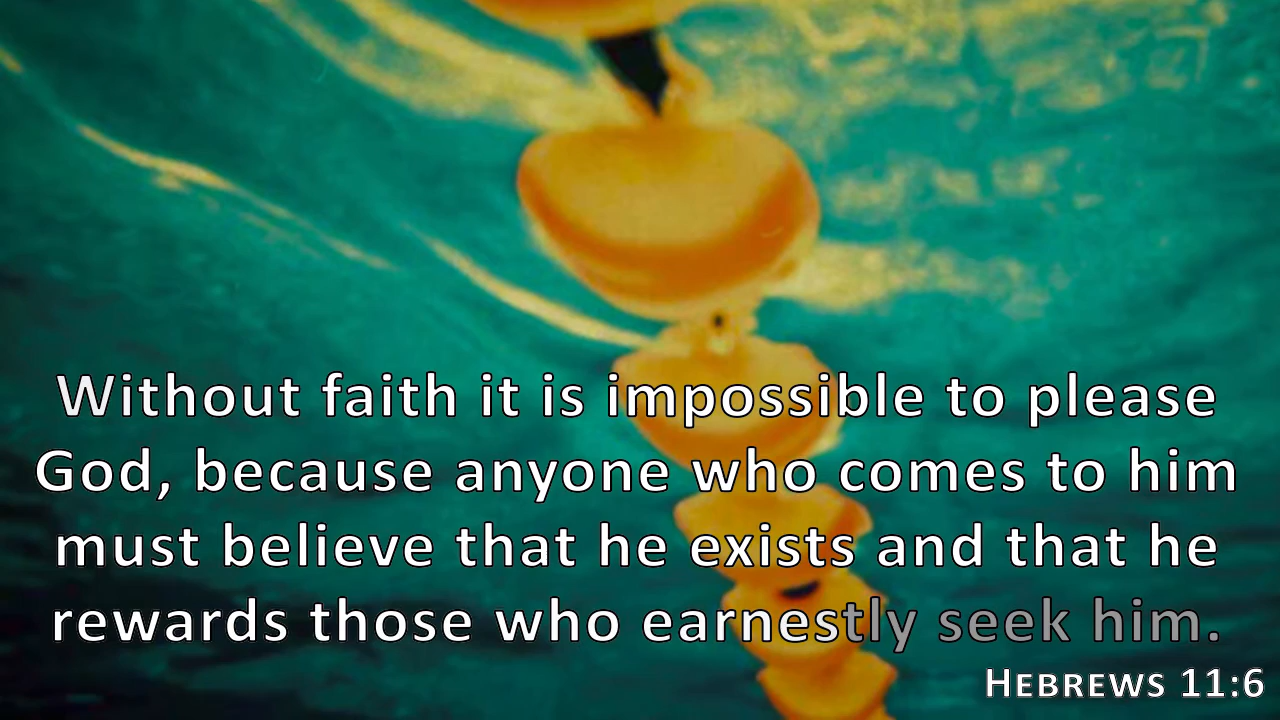 Without faith it is impossible to please
God, because anyone who comes to him
must believe that he exists and that he
rewards those who earnestly seek him.
Hebrews 11:6